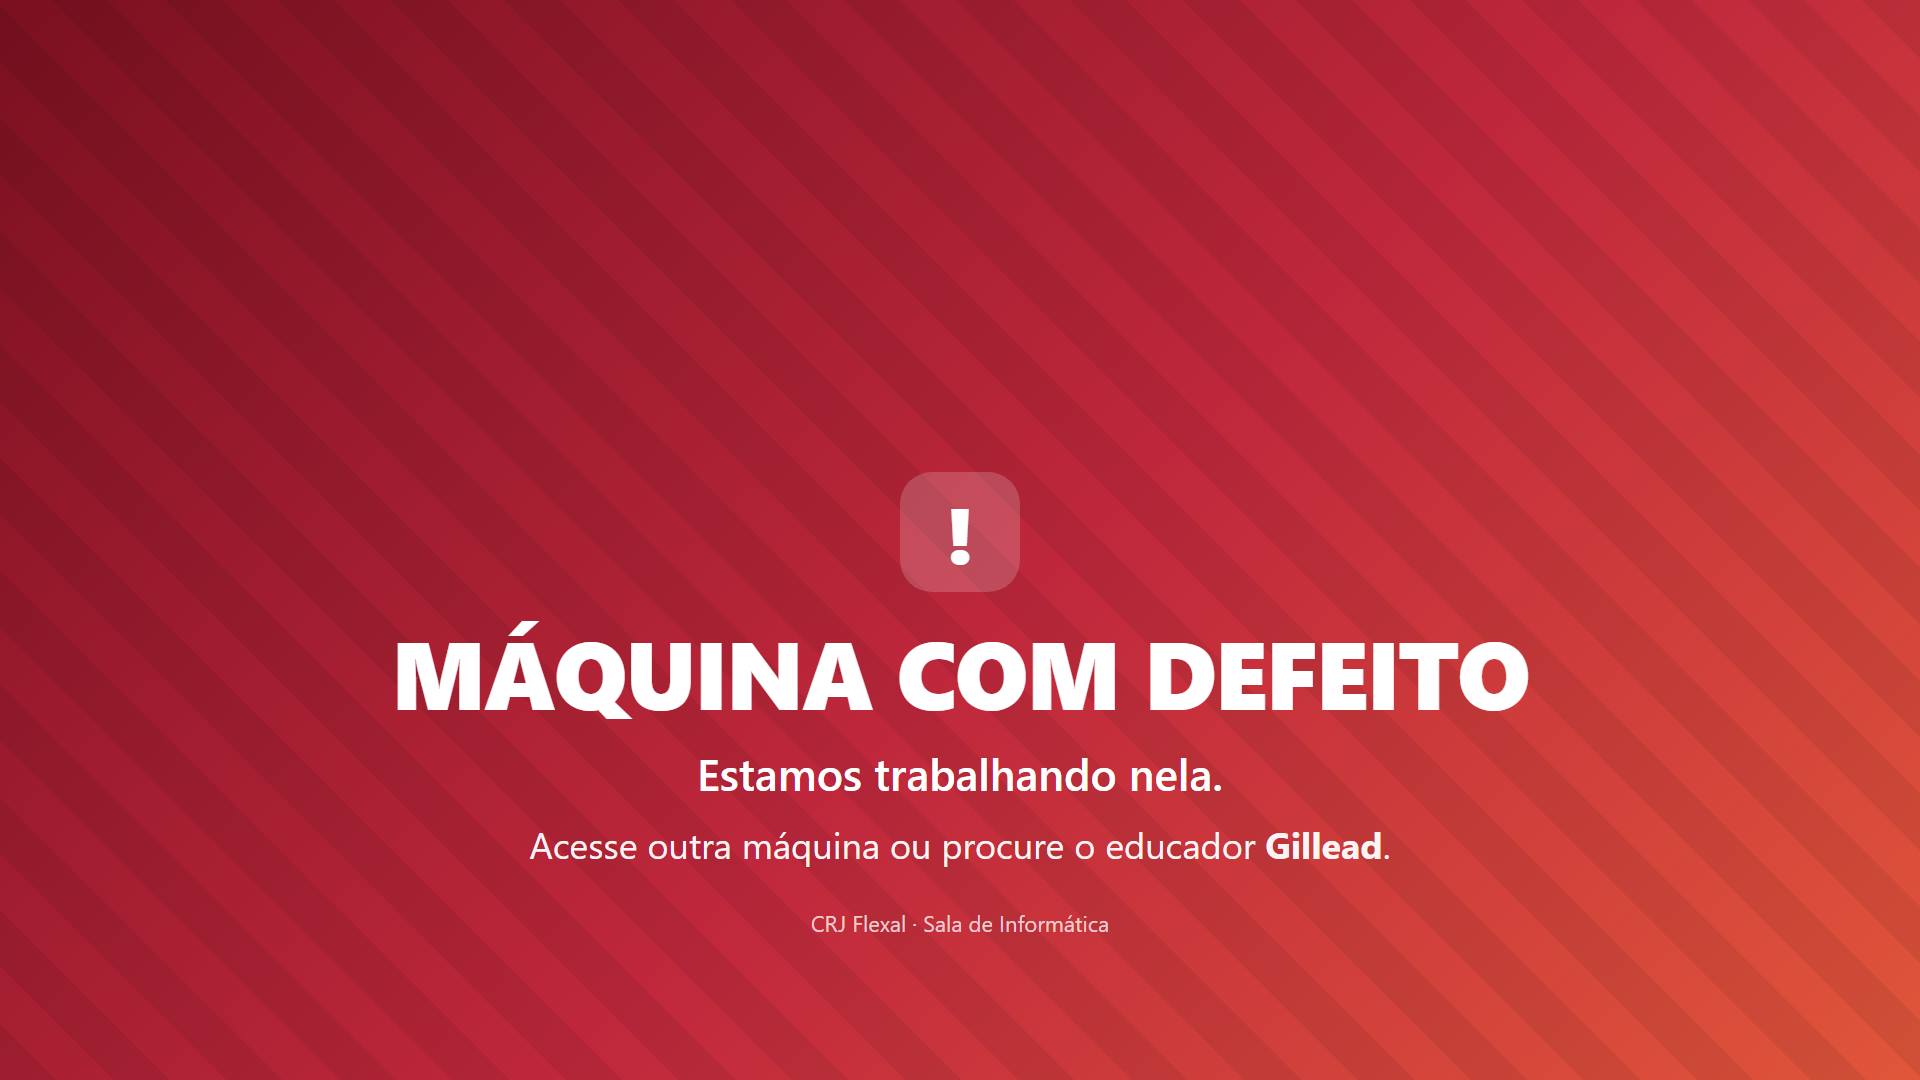 !
MÁQUINA COM DEFEITO
Estamos trabalhando nela.
Acesse outra máquina ou procure o educador Gillead.
CRJ Flexal · Sala de Informática